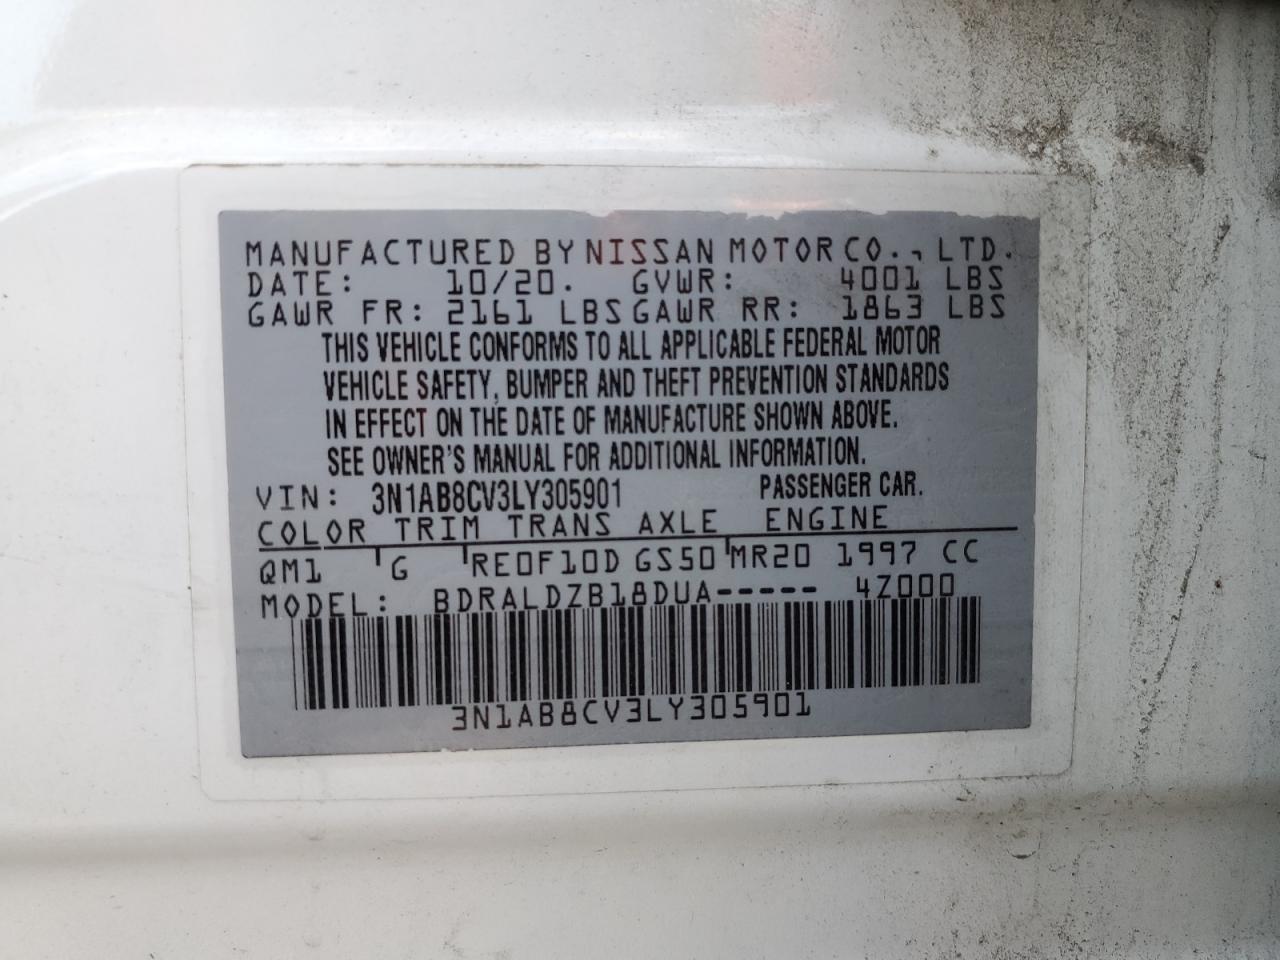 MANUFACTURED BY NISSAN MOTOR CO., LTD.
DATE: 10/20. GVWR: 4001 LBS
GAWR FR: 2161 LBS GAWR RR: 1863 LBS
THIS VEHICLE CONFORMS TO ALL APPLICABLE FEDERAL MOTOR
VEHICLE SAFETY, BUMPER AND THEFT PREVENTION STANDARDS
IN EFFECT ON THE DATE OF MANUFACTURE SHOWN ABOVE.
SEE OWNER'S MANUAL FOR ADDITIONAL INFORMATION.
VIN: 3N1AB8CV3LY305901 PASSENGER CAR.
COLOR TRIM TRANS AXLE ENGINE
QM1 G RE0F10D GS50 MR20 1997 CC
MODEL: BDRALDZB18DUA----- 4Z000
3N1AB8CV3LY305901